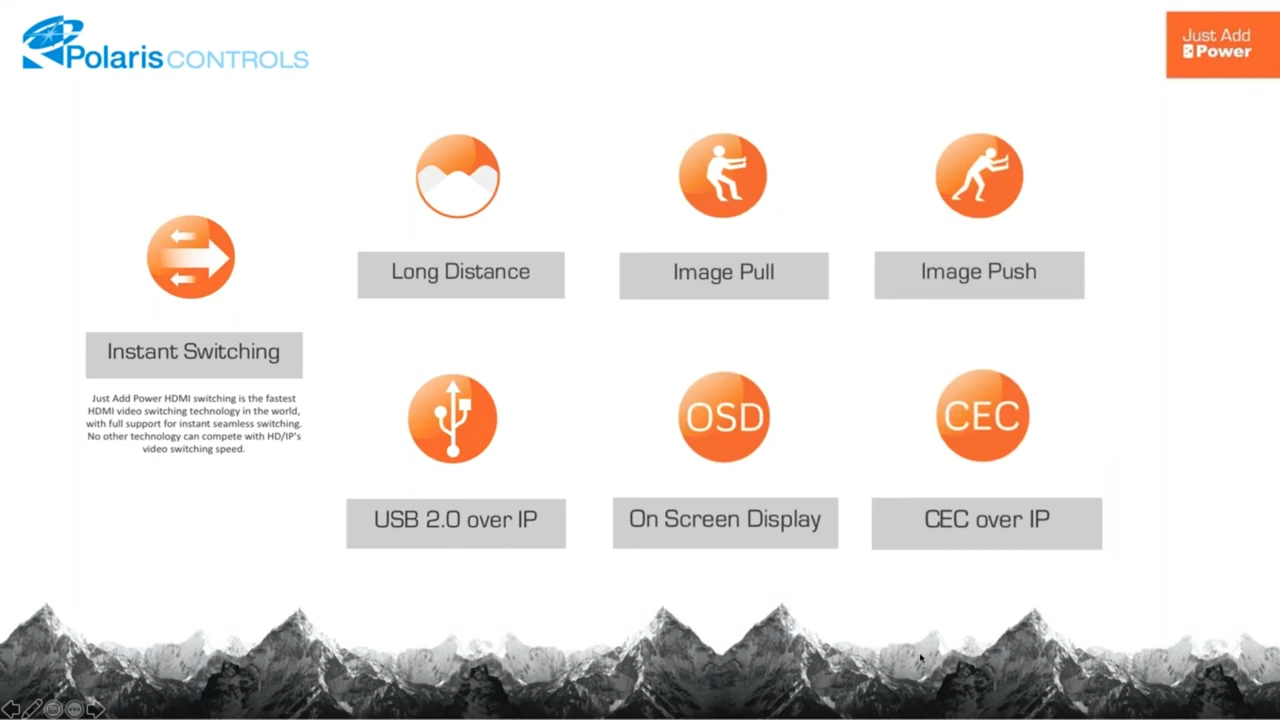 Polaris CONTROLS
Just Add
Power
Long Distance
Image Pull
Image Push
Instant Switching
Just Add Power HDMI switching is the fastest
HDMI video switching technology in the world,
with full support for instant seamless switching.
No other technology can compete with HD/IP's
video switching speed.
OSD
CEC
USB 2.0 over IP
On Screen Display
CEC over IP